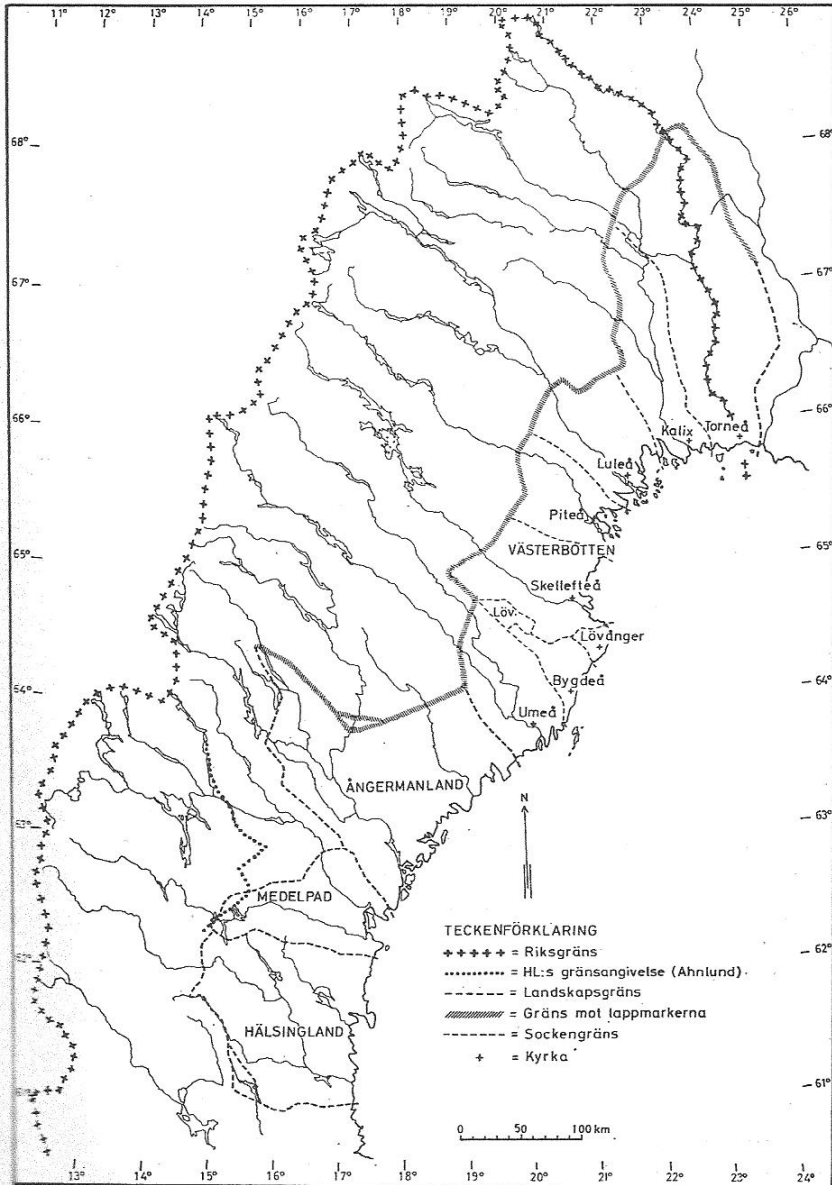 11° 12° 13° 14° 15° 16° 17° 18° 19° 20° 21° 22° 23° 24° 25° 26°
68° 68°
67° 67°
66° 66°
Kalix Torneå
Luleå
Piteå
65° VÄSTERBOTTEN 65°
Skellefteå
Löv.
Lövånger
64° Bygdeå 64°
Umeå
ÅNGERMANLAND
N
63° 63°
MEDELPAD
TECKENFÖRKLARING
62° 62°
= Riksgräns
= HL:s gränsangivelse (Ahnlund)
= Landskapsgräns
= Gräns mot lappmarkerna
HÄLSINGLAND
= Sockengräns
= Kyrka
61°
0 50 100 km
13° 14° 15° 16° 17° 18° 19° 20° 21° 22° 23° 24°